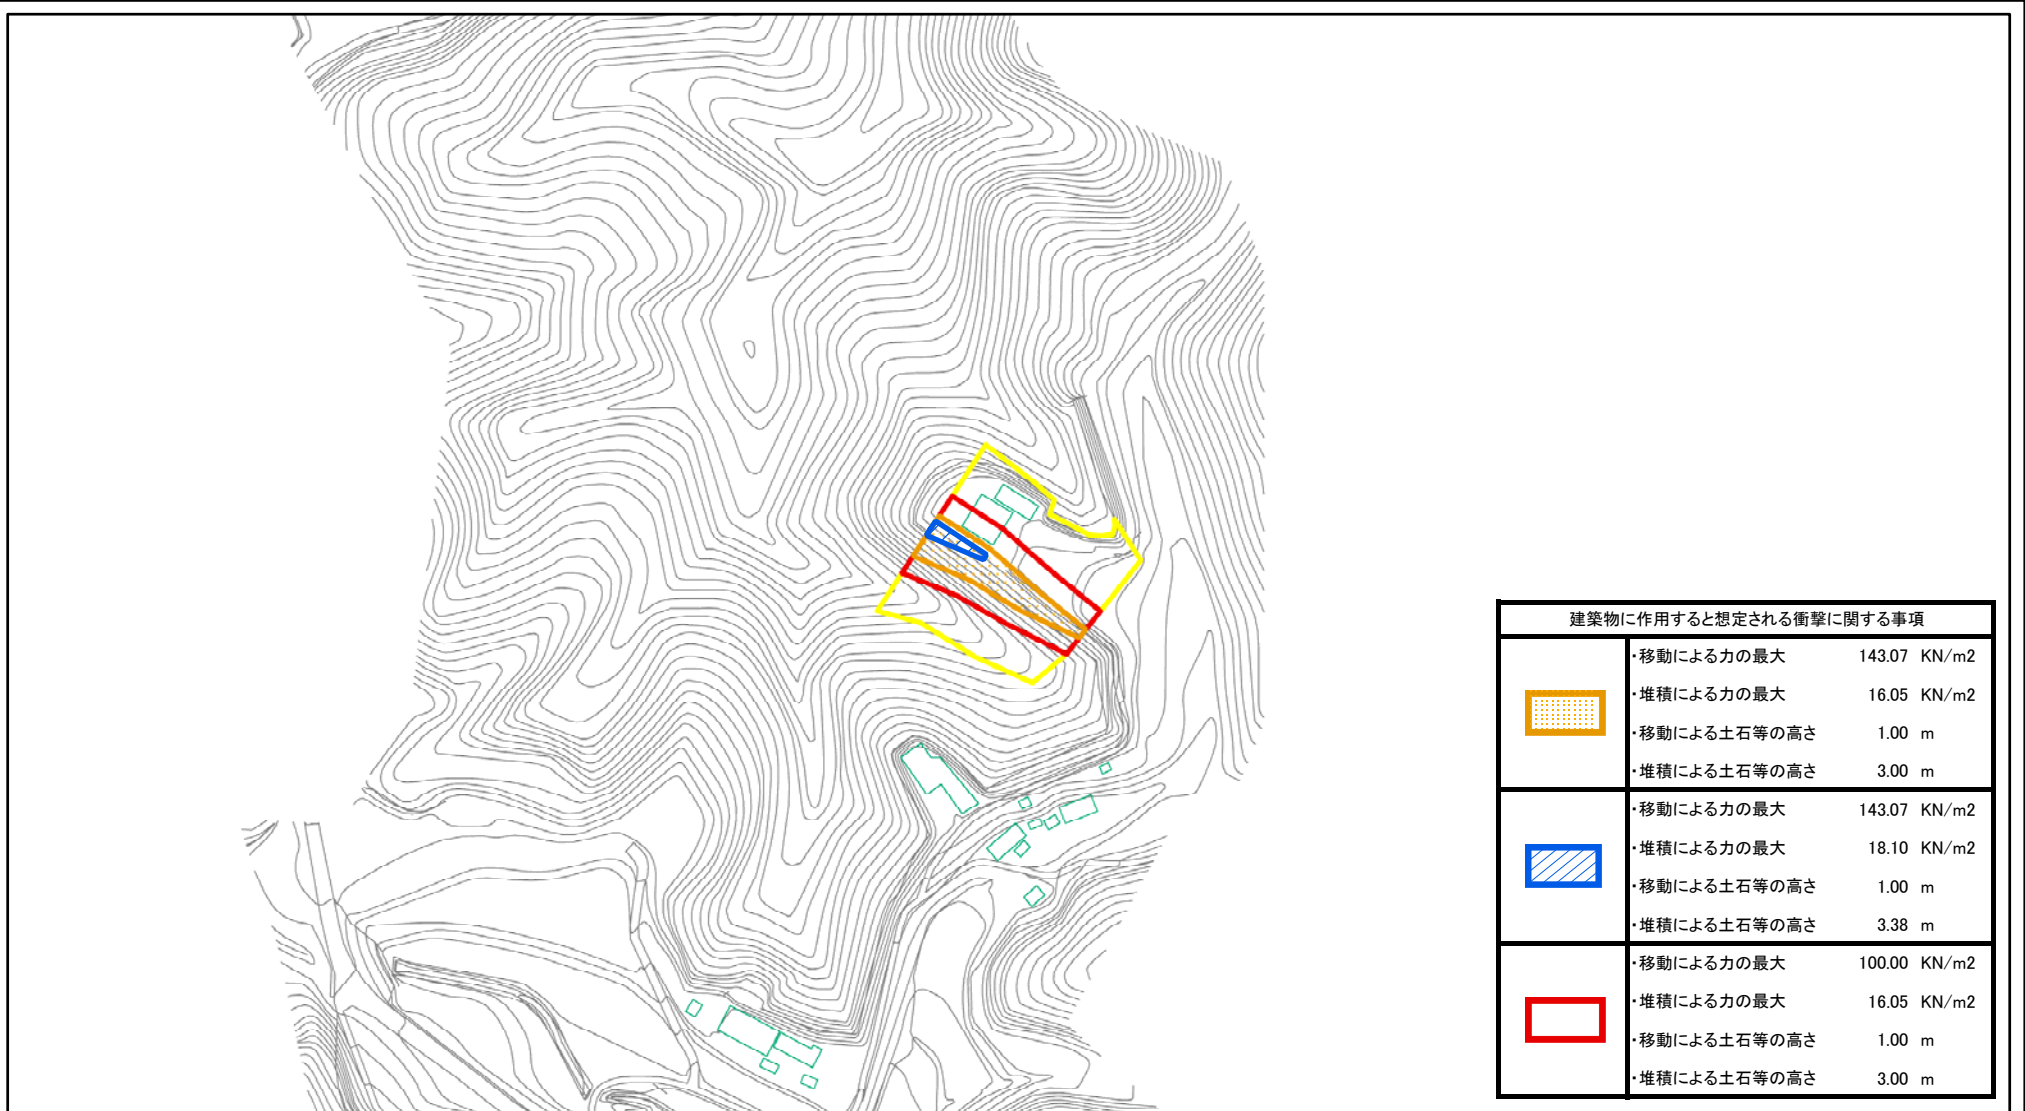 建築物に作用すると想定される衝撃に関する事項
・移動による力の最大 143.07 KN/m2
・堆積による力の最大 16.05 KN/m2
・移動による土石等の高さ 1.00 m
・堆積による土石等の高さ 3.00 m
・移動による力の最大 143.07 KN/m2
・堆積による力の最大 18.10 KN/m2
・移動による土石等の高さ 1.00 m
・堆積による土石等の高さ 3.38 m
・移動による力の最大 100.00 KN/m2
・堆積による力の最大 16.05 KN/m2
・移動による土石等の高さ 1.00 m
・堆積による土石等の高さ 3.00 m